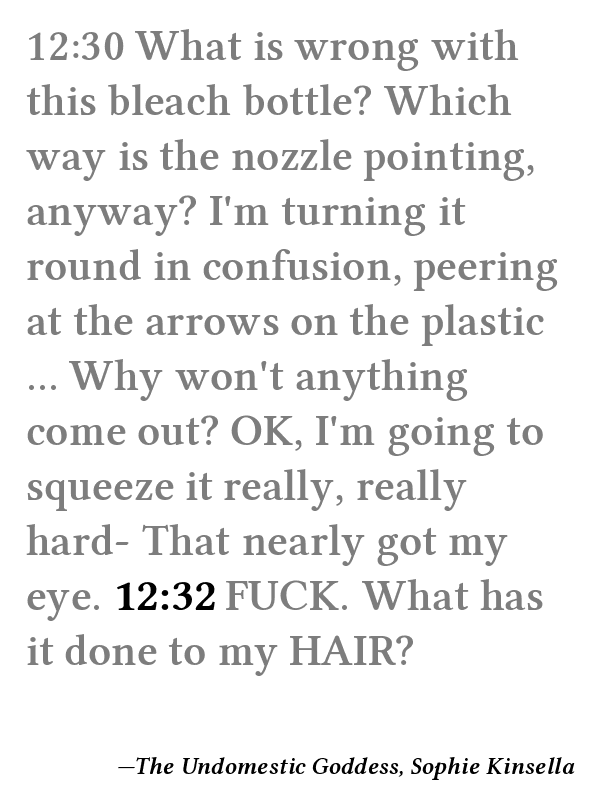 12:30 What is wrong with
this bleach bottle? Which
way is the nozzle pointing,
anyway? I'm turning it
round in confusion, peering
at the arrows on the plastic
... Why won't anything
come out? OK, I'm going to
squeeze it really, really
hard- That nearly got my
eye. 12:32 FUCK. What has
it done to my HAIR?
—The Undomestic Goddess, Sophie Kinsella